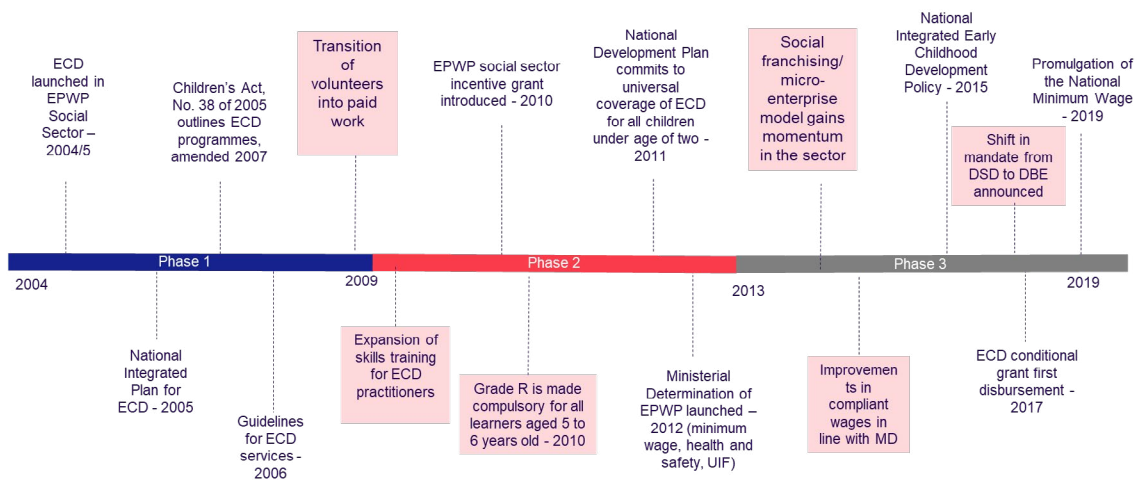 ECD
launched in
EPWP
Social
Sector –
2004/5
Children's Act,
No. 38 of 2005
outlines ECD
programmes,
amended 2007
Transition
of
volunteers
into paid
work
EPWP social sector
incentive grant
introduced - 2010
National
Development Plan
commits to
universal
coverage of ECD
for all children
under age of two -
2011
Social
franchising/
micro-
enterprise
model gains
momentum
in the sector
National
Integrated Early
Childhood
Development
Policy - 2015
Shift in
mandate from
DSD to DBE
announced
Promulgation of
the National
Minimum Wage
- 2019
Phase 1
Phase 2
Phase 3
2004
2009
2013
2019
National
Integrated
Plan for
ECD - 2005
Guidelines
for ECD
services -
2006
Expansion of
skills training
for ECD
practitioners
Grade R is made
compulsory for all
learners aged 5 to
6 years old - 2010
Ministerial
Determination of
EPWP launched –
2012 (minimum
wage, health and
safety, UIF)
Improvemen
ts in
compliant
wages in
line with MD
ECD conditional
grant first
disbursement -
2017